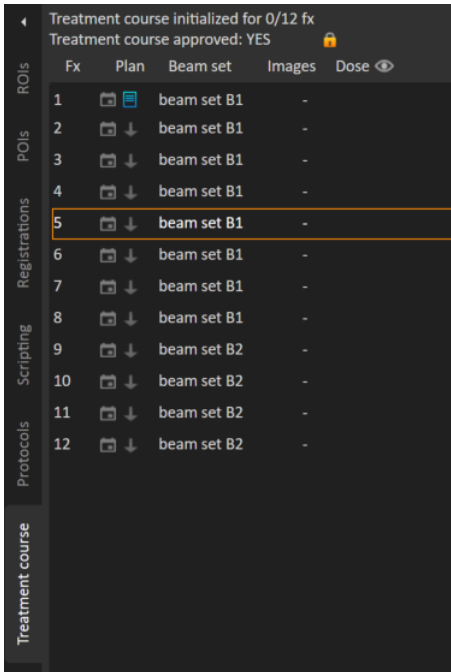 Treatment course initialized for 0/12 fx
Treatment course approved: YES
Fx Plan Beam set Images Dose
1 beam set B1 -
2 beam set B1 -
3 beam set B1 -
4 beam set B1 -
5 beam set B1 -
6 beam set B1 -
7 beam set B1 -
8 beam set B1 -
9 beam set B2 -
10 beam set B2 -
11 beam set B2 -
12 beam set B2 -
ROIs
POIs
Registrations
Scripting
Protocols
Treatment course